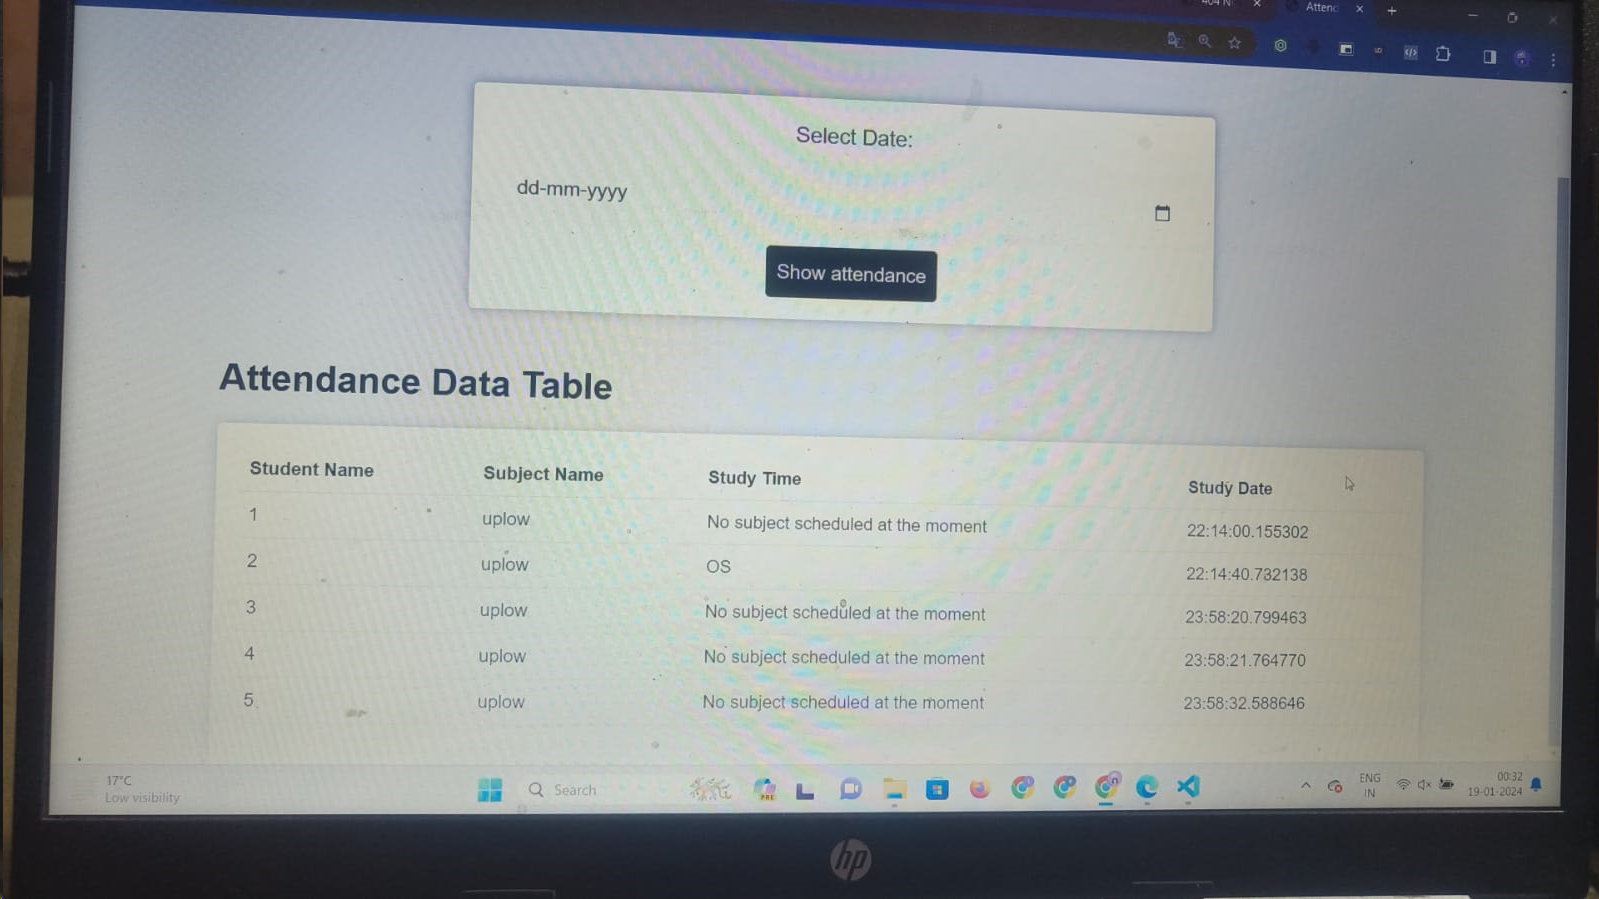 404 N
Attend
Select Date:
dd-mm-yyyy
Show attendance
Attendance Data Table
Student Name Subject Name Study Time Study Date
1 uplow No subject scheduled at the moment 22:14:00.155302
2 uplow OS 22:14:40.732138
3 uplow No subject scheduled at the moment 23:58:20.799463
4 uplow No subject scheduled at the moment 23:58:21.764770
5 uplow No subject scheduled at the moment 23:58:32.588646
17°C
Low visibility
Search
PRE
ENG
IN
00:32
19-01-2024
hp